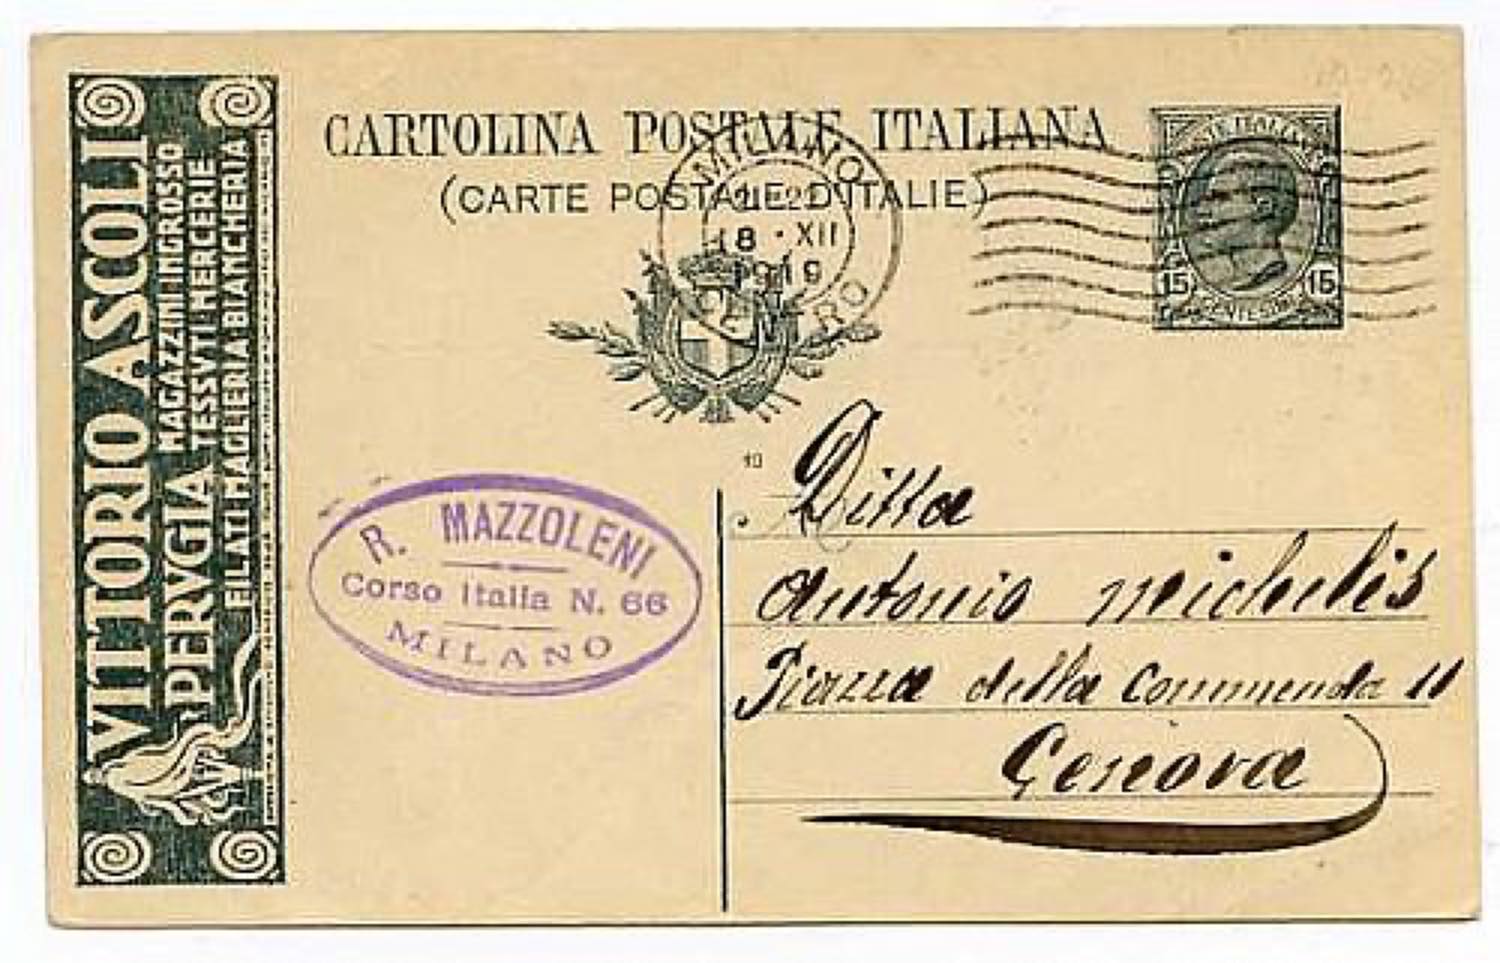 VITTORIO ASCOLI
PERVGIA MAGAZZINI INGROSSO
TESSVTI MERCERIE
FILATI MAGLIERIA BIANCHERIA
CARTOLINA POSTALE ITALIANA
(CARTE POSTALE D'ITALIE)
MILANO
18 · XII
1919
15 15
10
R. MAZZOLENI
Corso Italia N. 66
MILANO
Ditta
Antonio Michelis
Piazza della Commenda 11
Genova